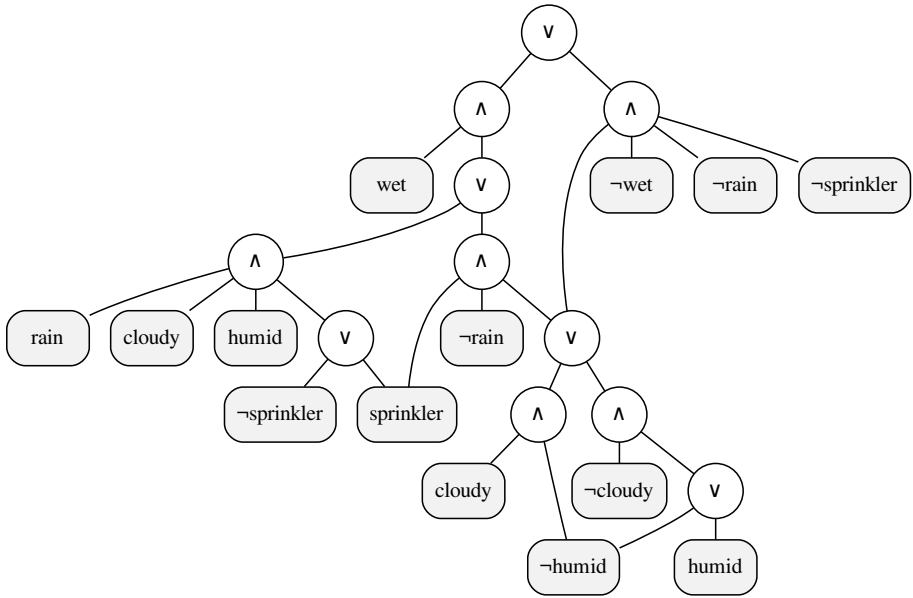 ∨
∧ ∧
wet ∨ ¬wet ¬rain ¬sprinkler
∧ ∧
rain cloudy humid ∨ ¬rain ∨
¬sprinkler sprinkler ∧ ∧
cloudy ¬cloudy ∨
¬humid humid